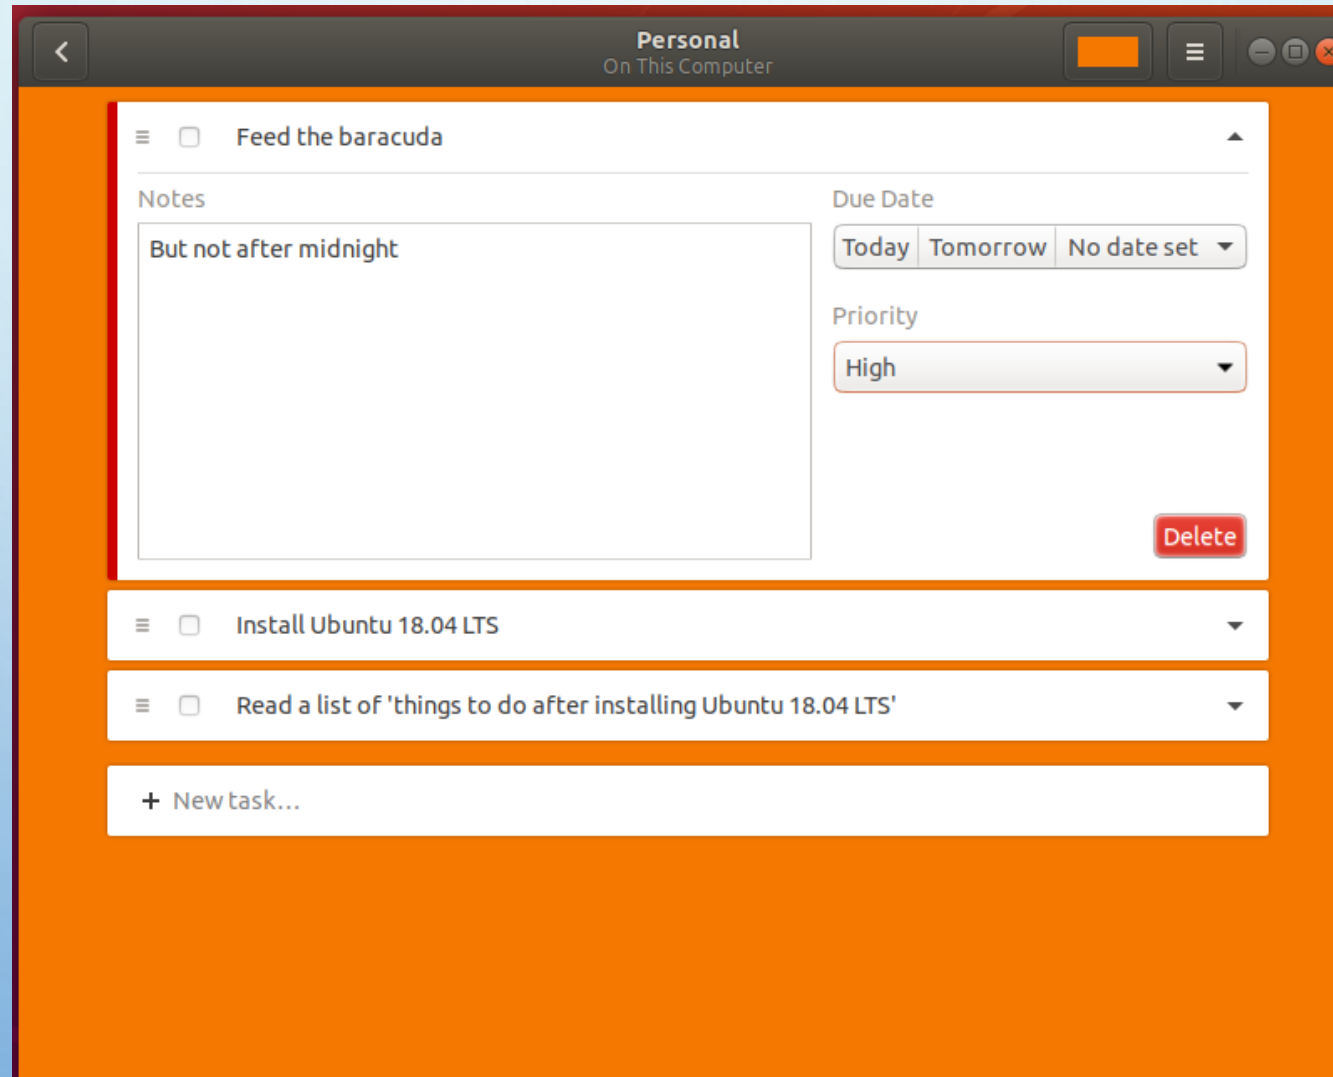 Personal
On This Computer
Feed the baracuda
Notes
But not after midnight
Due Date
Today Tomorrow No date set
Priority
High
Delete
Install Ubuntu 18.04 LTS
Read a list of 'things to do after installing Ubuntu 18.04 LTS'
+ New task…